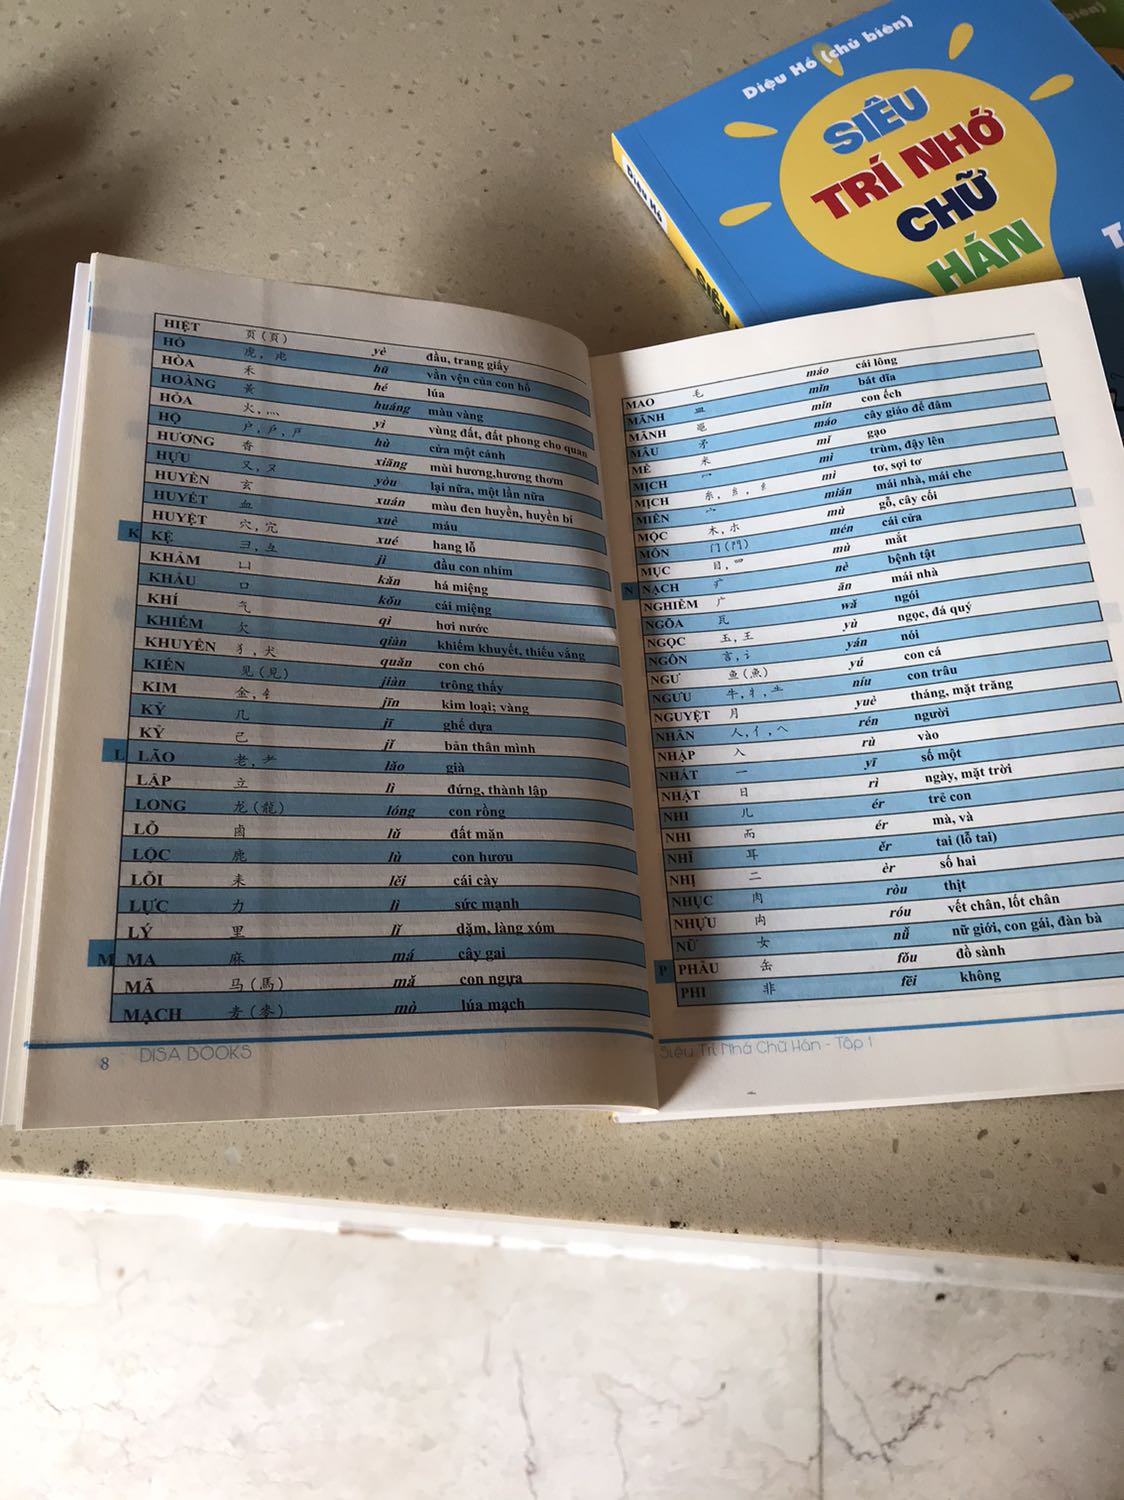 Diệu Hồ (chủ biên)
SIÊU
TRÍ NHỚ
CHỮ
HÁN
Diệu Hồ
SIÊU
HIỆT 页(頁) yè đầu, trang giấy
HỔ 虎, 虍 hū vằn vện của con hổ
HÒA 禾 hé lúa
HOÀNG 黃 huáng màu vàng
HỎA 火, 灬 yì vùng đất, đất phong cho quan
HỘ 户, 戶, 戸 hù cửa một cánh
HƯƠNG 香 xiāng mùi hương,hương thơm
HỰU 又, ヌ yòu lại nữa, một lần nữa
HUYỀN 玄 xuán màu đen huyền, huyền bí
HUYẾT 血 xuè máu
HUYỆT 穴, 宂 xué hang lỗ
K KỆ 彐, 彑 jì đầu con nhím
KHẢM 凵 kǎn há miệng
KHẨU 口 kǒu cái miệng
KHÍ 气 qì hơi nước
KHIẾM 欠 qiàn khiếm khuyết, thiếu vắng
KHUYỂN 犭, 犬 quǎn con chó
KIẾN 见(見) jiàn trông thấy
KIM 金, 钅 jīn kim loại; vàng
KỶ 几 jī ghế dựa
KỶ 己 jǐ bản thân mình
L LÃO 老, 耂 lǎo già
LẬP 立 lì đứng, thành lập
LONG 龙(龍) lóng con rồng
LỖ 鹵 lǔ đất mặn
LỘC 鹿 lù con hươu
LỖI 耒 lěi cái cày
LỰC 力 lì sức mạnh
LÝ 里 lǐ dặm, làng xóm
M MA 麻 má cây gai
MÃ 马(馬) mǎ con ngựa
MẠCH 麦(麥) mò lúa mạch
8 DISA BOOKS
MAO 毛 máo cái lông
MÃNH 皿 mǐn bát đĩa
MÃNH 黽 mǐn con ếch
MÂU 矛 máo cây giáo để đâm
MỄ 米 mǐ gạo
MỊCH 冖 mì trùm, đậy lên
MỊCH 糸, 糹, 纟 mì tơ, sợi tơ
MIÊN 宀 mián mái nhà, mái che
MỘC 木, 朩 mù gỗ, cây cối
MÔN 门(門) mén cái cửa
MỤC 目, 罒 mù mắt
N NẠCH 疒 nè bệnh tật
NGHIỄM 广 ān mái nhà
NGÕA 瓦 wǎ ngói
NGỌC 玉, 王 yù ngọc, đá quý
NGÔN 言, 讠 yán nói
NGƯ 鱼(魚) yú con cá
NGƯU 牛, 牜, ⺧ níu con trâu
NGUYỆT 月 yuè tháng, mặt trăng
NHÂN 人, 亻, 𠆢 rén người
NHẬP 入 rù vào
NHẤT 一 yī số một
NHẬT 日 rì ngày, mặt trời
NHI 儿 ér trẻ con
NHI 而 ér mà, và
NHĨ 耳 ěr tai (lỗ tai)
NHỊ 二 èr số hai
NHỤC 肉 ròu thịt
NHỰU 禸 róu vết chân, lốt chân
NỮ 女 nǚ nữ giới, con gái, đàn bà
P PHẪU 缶 fǒu đồ sành
PHI 非 fēi không
Siêu Trí Nhớ Chữ Hán - Tập 1